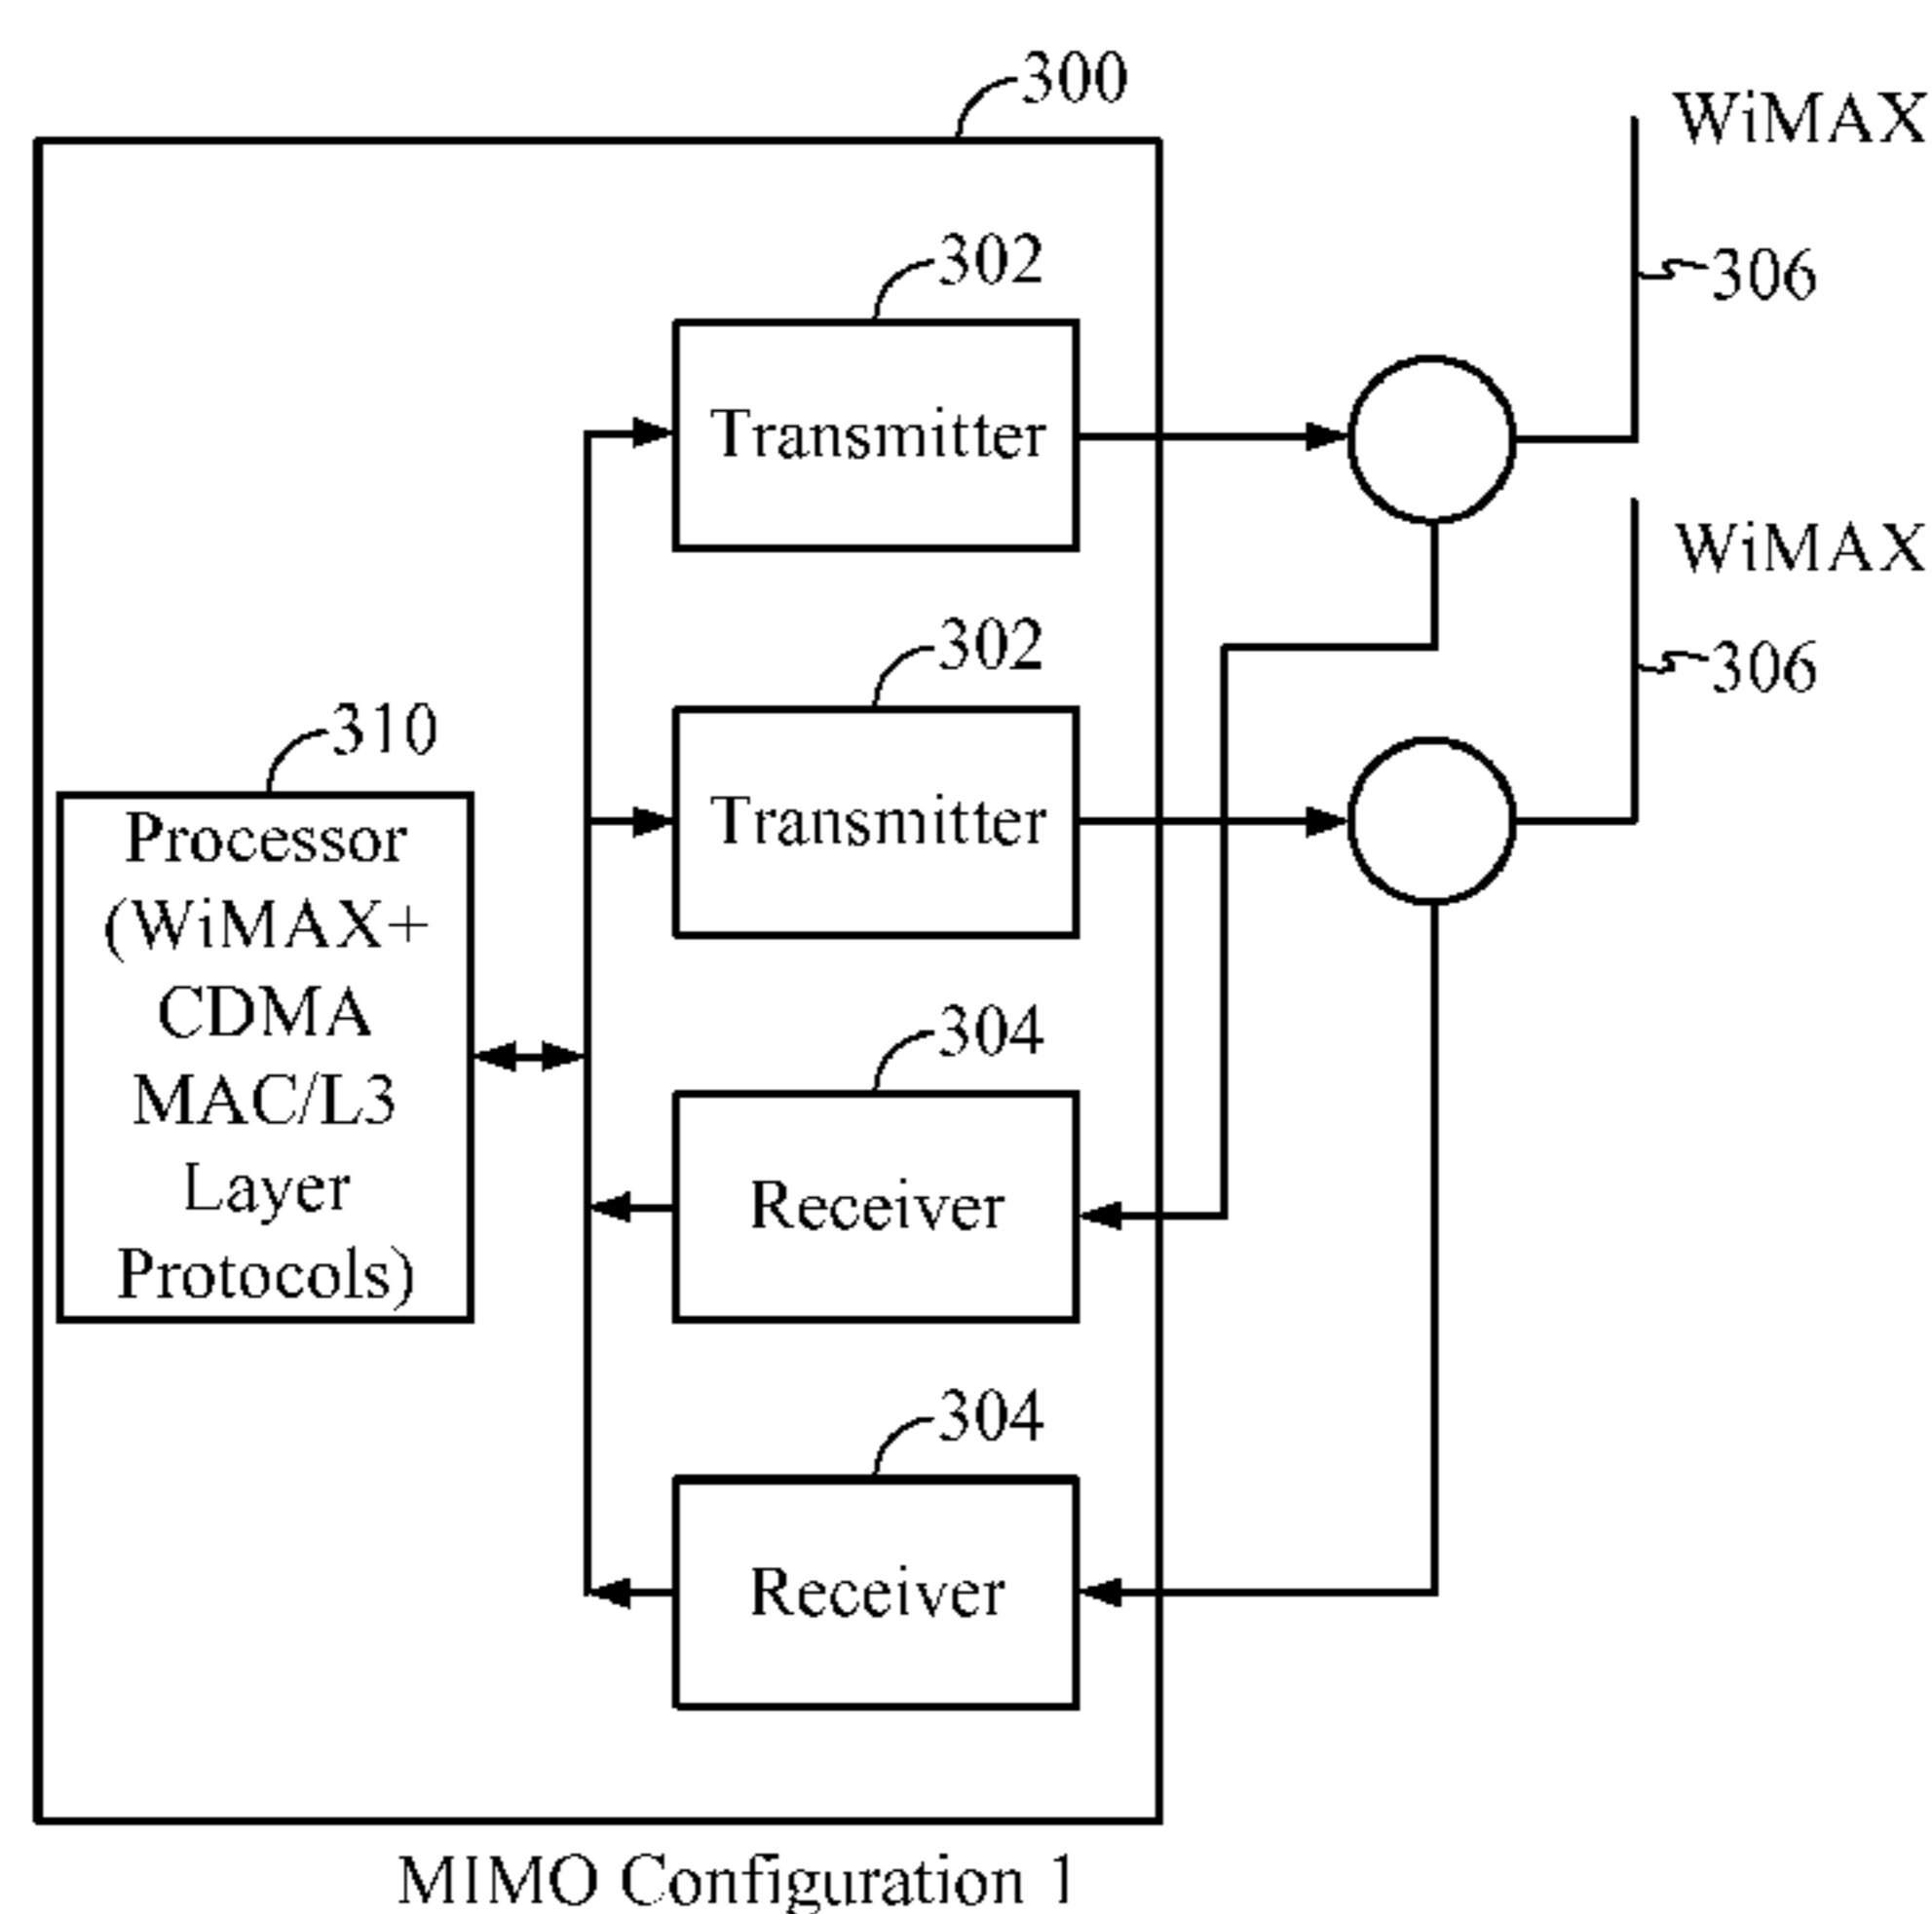 300
WiMAX
306
302
Transmitter
WiMAX
306
302
Transmitter
310
Processor
(WiMAX+
CDMA
MAC/L3
Layer
Protocols)
304
Receiver
304
Receiver
MIMO Configuration 1